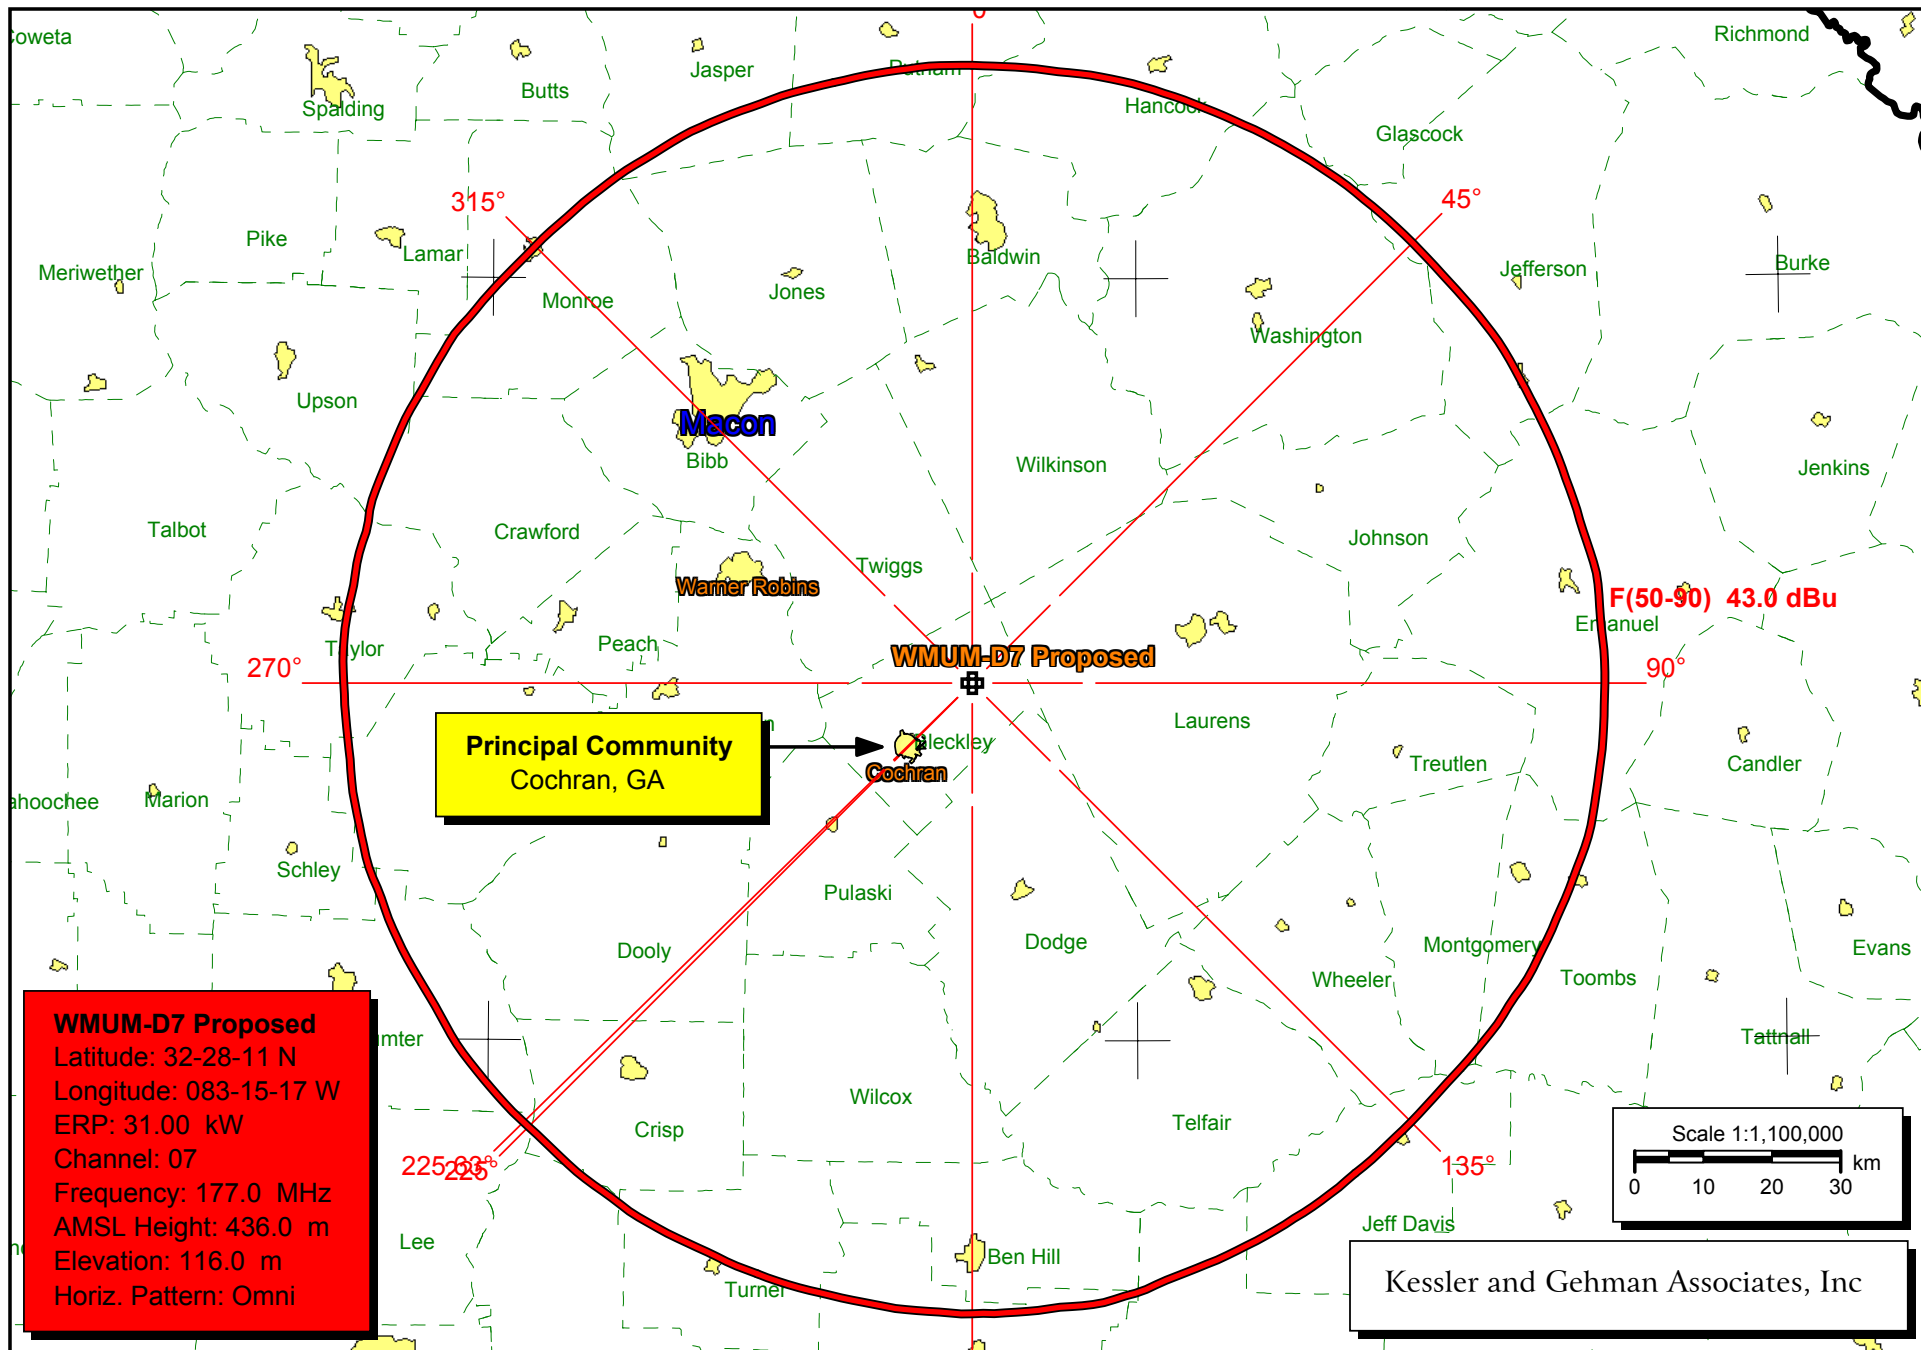 0
Coweta
Richmond
Jasper
Putnam
Butts
Spalding
Hancock
Glascock
315°
45°
Pike
Lamar
Baldwin
Meriwether
Monroe
Jones
Jefferson
Burke
Washington
Upson
Macon
Bibb
Wilkinson
Jenkins
Talbot
Crawford
Johnson
Twiggs
Warner Robins
F(50-90) 43.0 dBu
Emanuel
Taylor
Peach
WMUM-D7 Proposed
270°
90°
Laurens
Principal Community
Cochran, GA
Bleckley
Cochran
Treutlen
Candler
ahoochee
Marion
Schley
Pulaski
Dooly
Dodge
Montgomery
Evans
Wheeler
Toombs
WMUM-D7 Proposed
Latitude: 32-28-11 N
Longitude: 083-15-17 W
ERP: 31.00 kW
Channel: 07
Frequency: 177.0 MHz
AMSL Height: 436.0 m
Elevation: 116.0 m
Horiz. Pattern: Omni
umter
Tattnall
Wilcox
Crisp
Telfair
225.63°
225°
135°
Scale 1:1,100,000
km
0 10 20 30
Jeff Davis
Lee
Ben Hill
Turner
Kessler and Gehman Associates, Inc